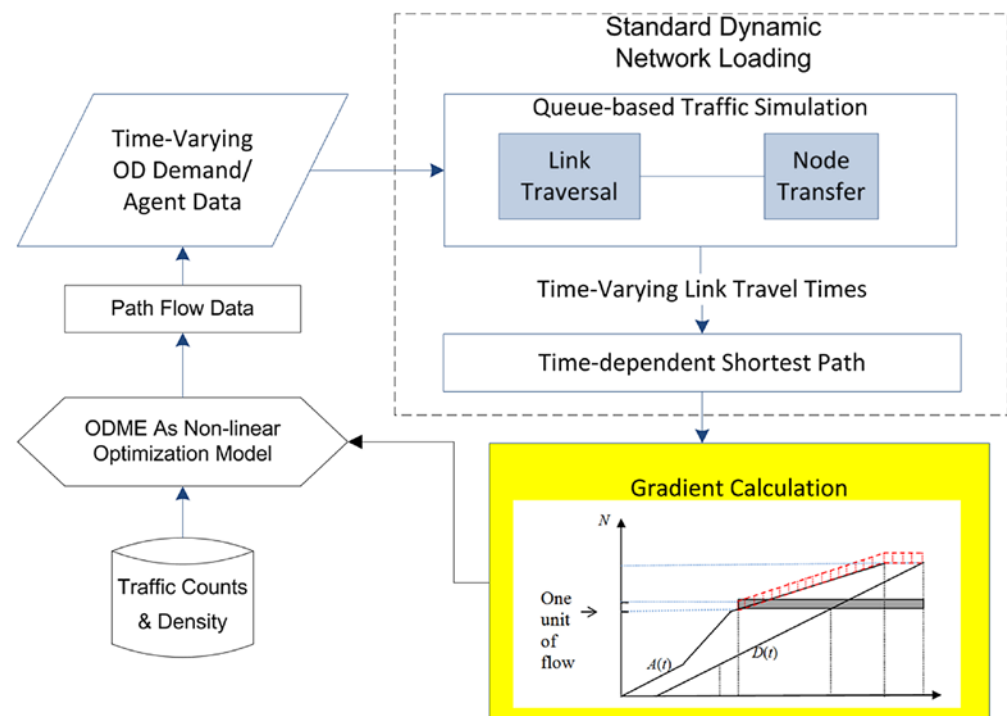 Standard Dynamic
Network Loading
Queue-based Traffic Simulation
Link
Traversal
Node
Transfer
Time-Varying
OD Demand/
Agent Data
Time-Varying Link Travel Times
Path Flow Data
Time-dependent Shortest Path
ODME As Non-linear
Optimization Model
Gradient Calculation
Traffic Counts
& Density
N
One
unit
of
flow
A(t)
D(t)